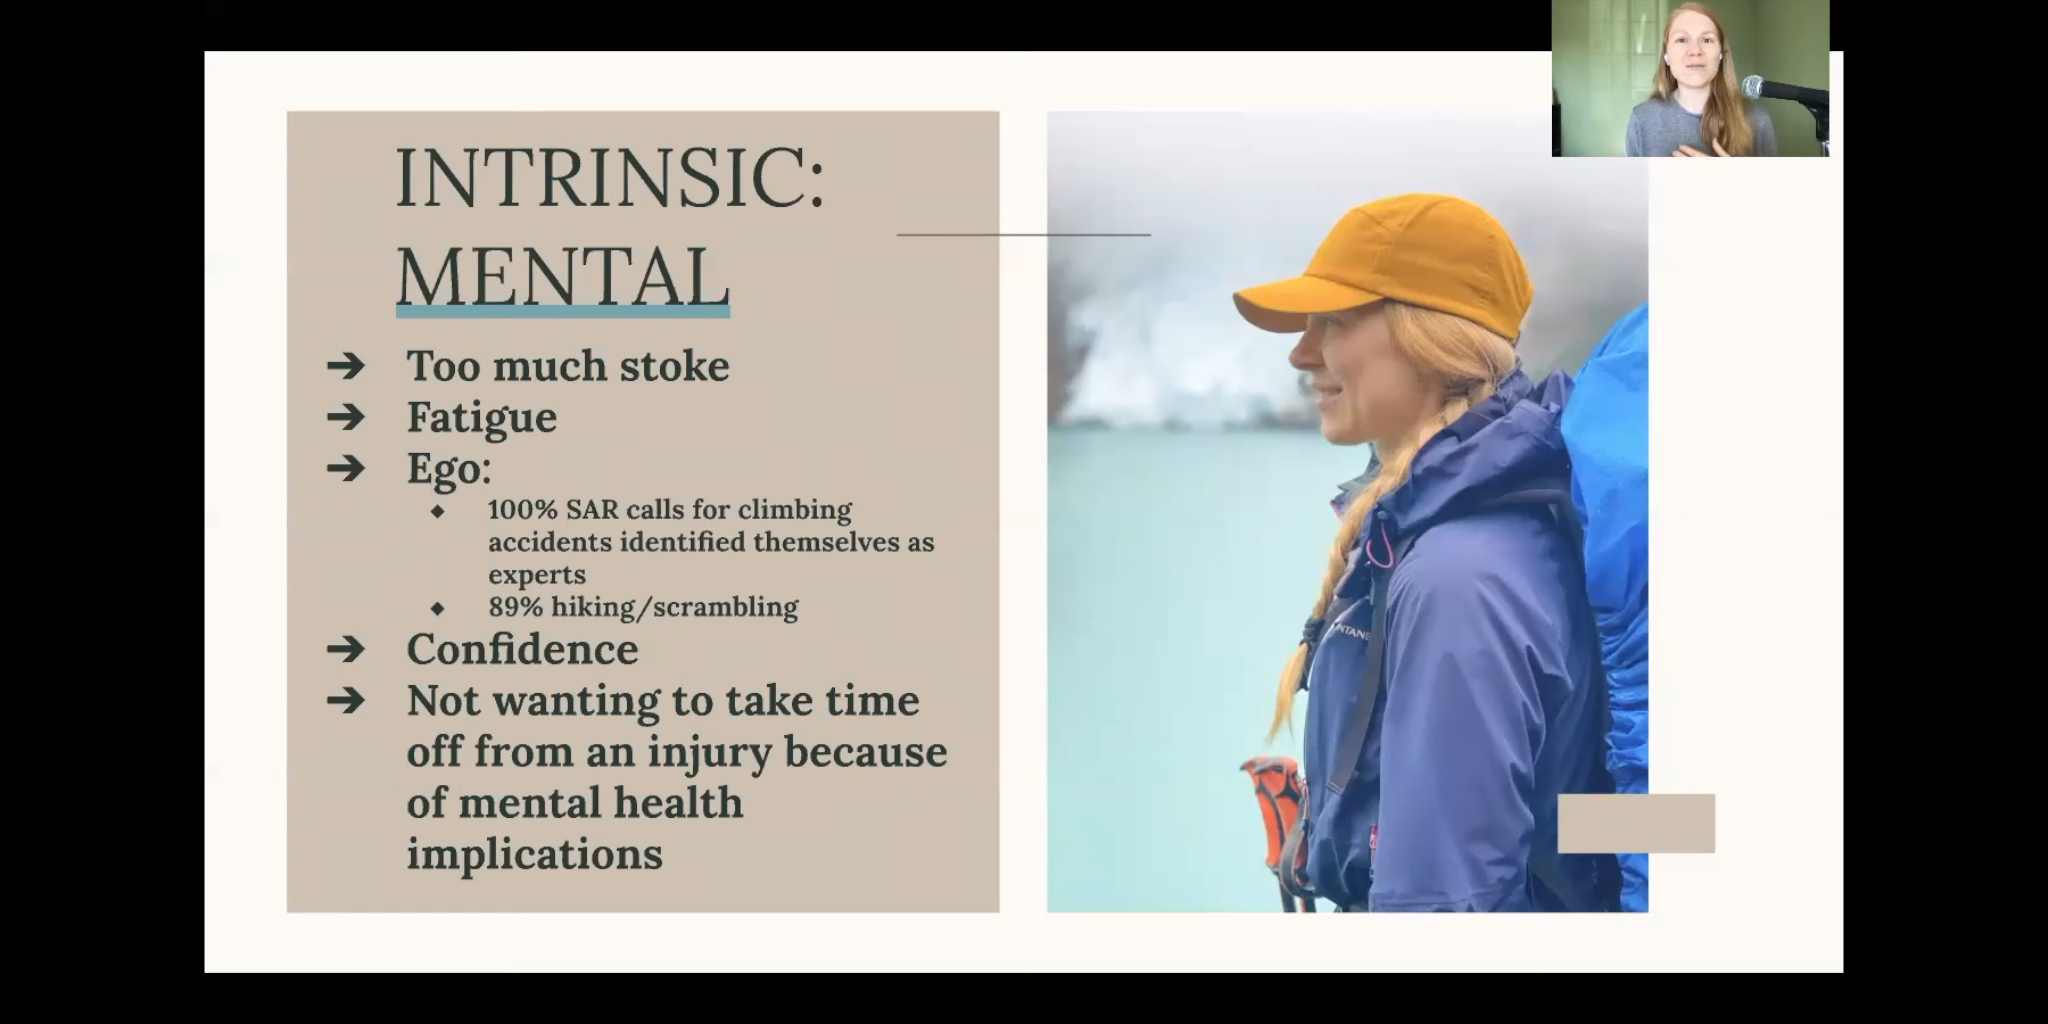 INTRINSIC:
MENTAL
➔ Too much stoke
➔ Fatigue
➔ Ego:
◆ 100% SAR calls for climbing
accidents identified themselves as
experts
◆ 89% hiking/scrambling
➔ Confidence
➔ Not wanting to take time
off from an injury because
of mental health
implications
NTANE